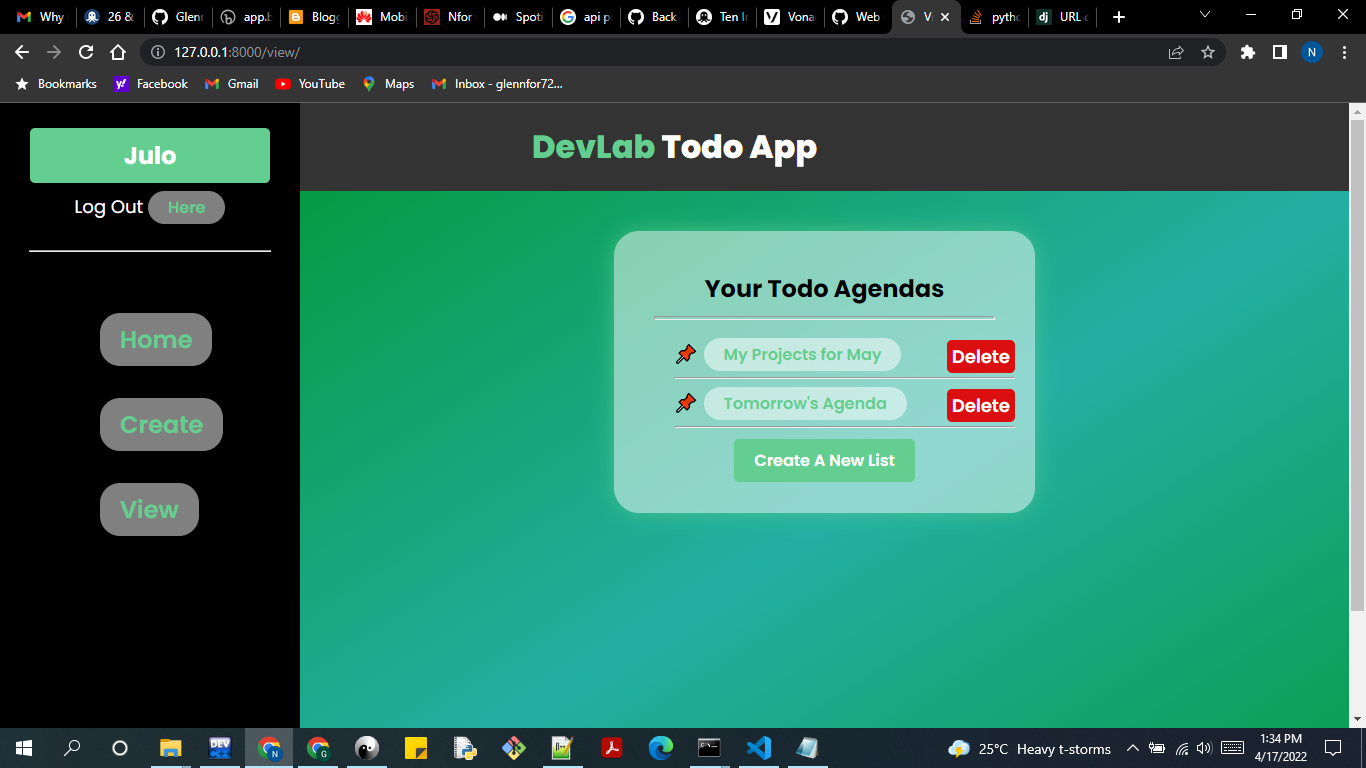 Why
26 &
Glenn
app.b
Blogg
Mobi
Nfor
Spoti
api p
Back
Ten I
Vona
Web
Vi
pytho
URL c
127.0.0.1:8000/view/
N
Bookmarks
Facebook
Gmail
YouTube
Maps
Inbox - glennfor72...
Julo
Log Out Here
Home
Create
View
DevLab Todo App
Your Todo Agendas
My Projects for May
Delete
Tomorrow's Agenda
Delete
Create A New List
DEV
N
G
25°C Heavy t-storms
1:34 PM
4/17/2022